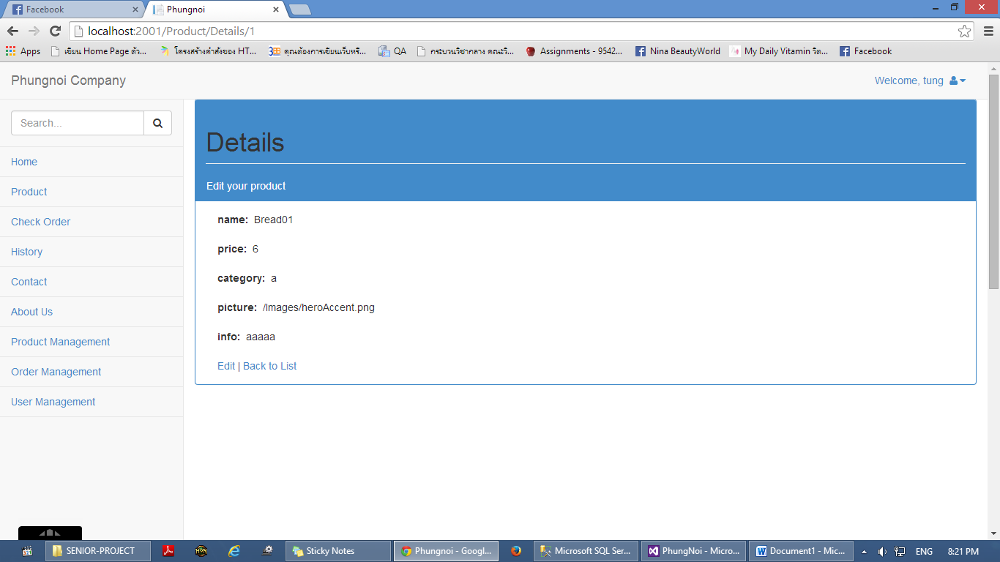 Facebook
Phungnoi
localhost:2001/Product/Details/1
Apps
เขียน Home Page ด้ว...
โครงสร้างคำสั่งของ HT...
คุณต้องการเขียนเว็บหรื...
QA
กระบวนวิชากลาง คณะวิ...
Assignments - 9542...
Nina BeautyWorld
My Daily Vitamin วิต...
Facebook
Phungnoi Company
Welcome, tung
Search...
Home
Product
Check Order
History
Contact
About Us
Product Management
Order Management
User Management
Details
Edit your product
name: Bread01
price: 6
category: a
picture: /Images/heroAccent.png
info: aaaaa
Edit | Back to List
SENIOR-PROJECT
HON
Sticky Notes
Phungnoi - Googl...
Microsoft SQL Ser...
PhungNoi - Micro...
Document1 - Mic...
ENG
8:21 PM